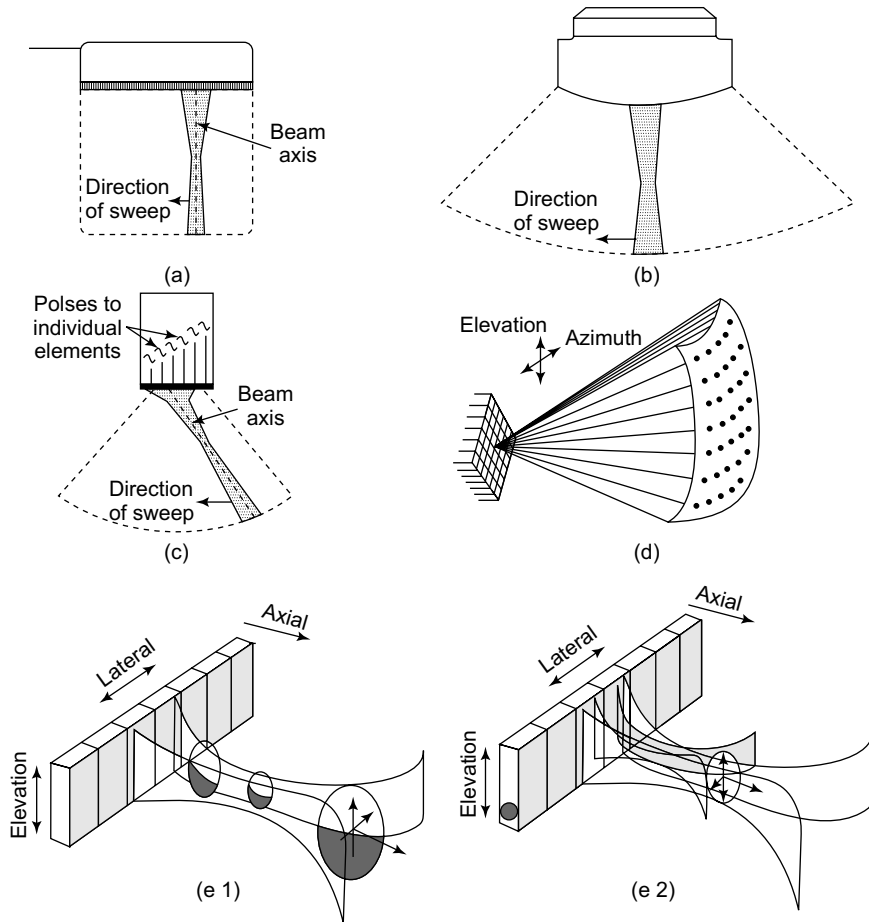 Beam
axis
Direction
of sweep
(a)
Direction
of sweep
(b)
Polses to
individual
elements
Beam
axis
Direction
of sweep
(c)
Elevation
Azimuth
(d)
Axial
Lateral
Elevation
(e 1)
Axial
Lateral
Elevation
(e 2)